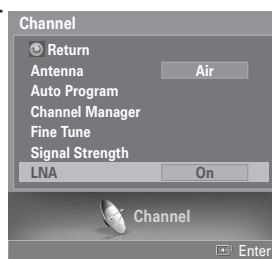 Channel
Return
Antenna Air
Auto Program
Channel Manager
Fine Tune
Signal Strength
LNA On
Channel
Enter